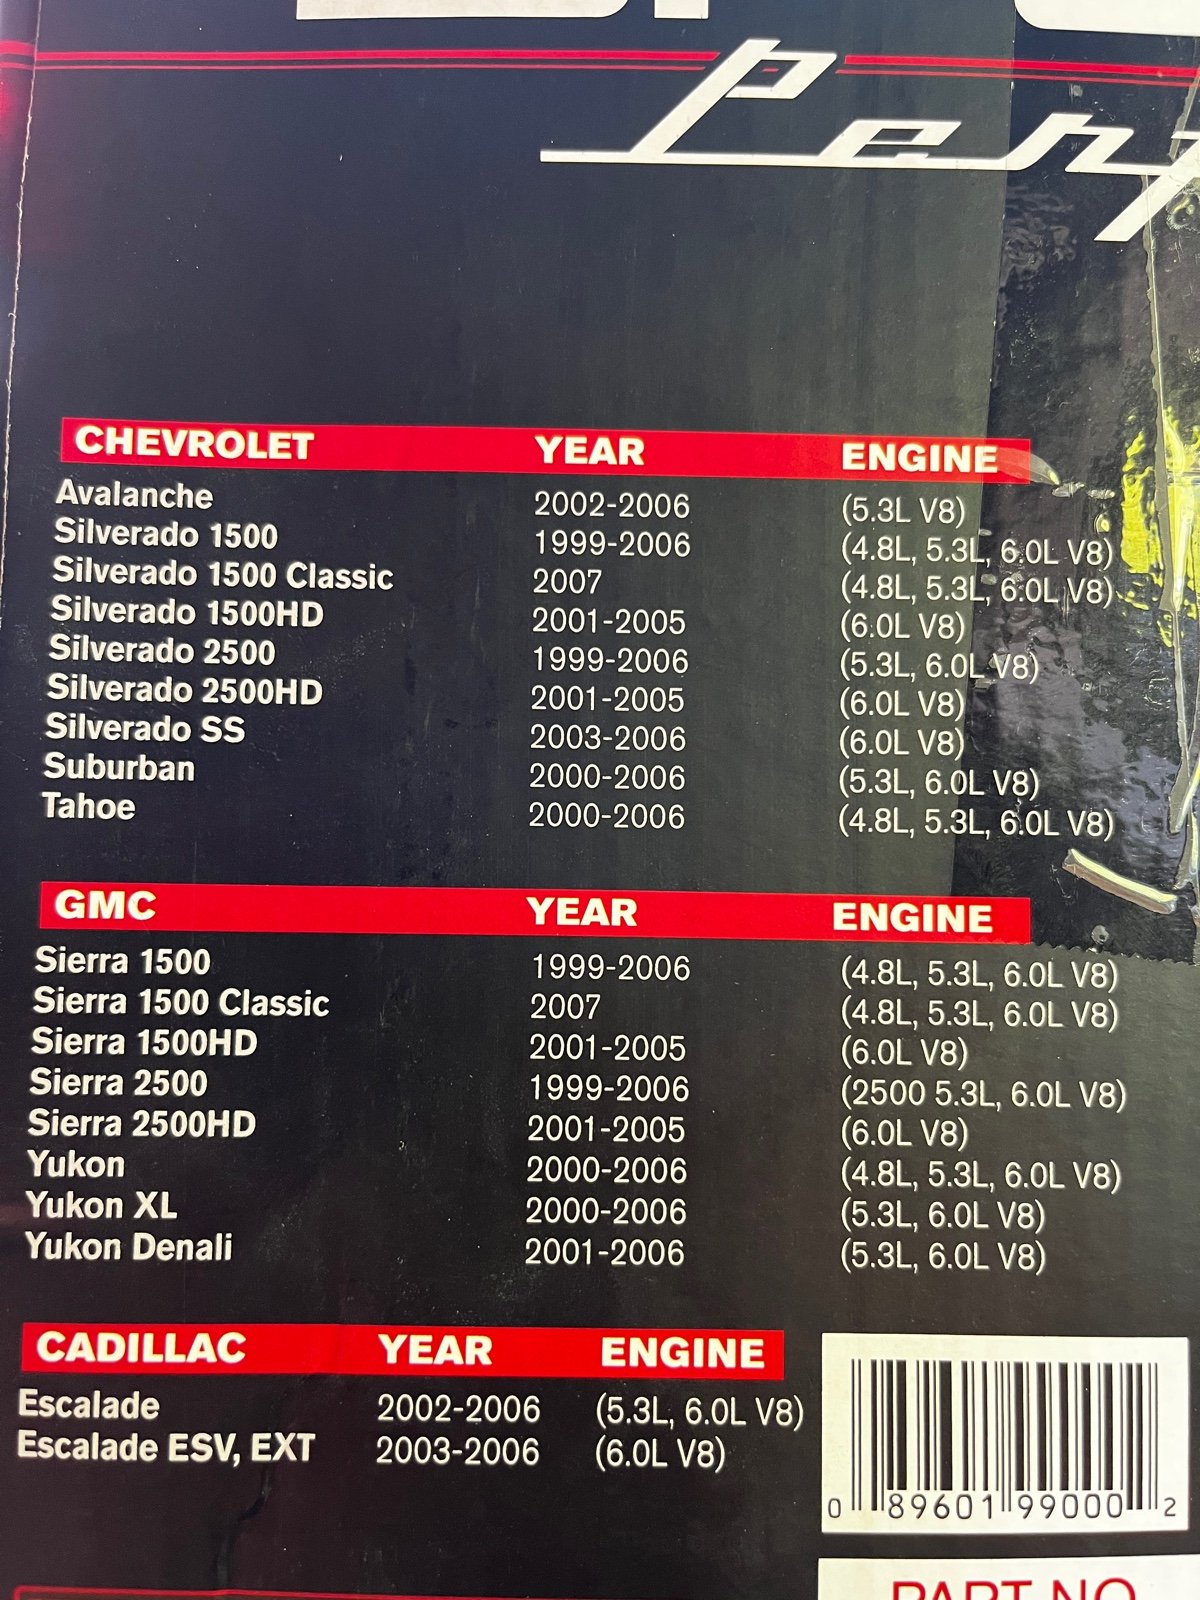 CHEVROLET YEAR ENGINE
Avalanche 2002-2006 (5.3L V8)
Silverado 1500 1999-2006 (4.8L, 5.3L, 6.0L V8)
Silverado 1500 Classic 2007 (4.8L, 5.3L, 6.0L V8)
Silverado 1500HD 2001-2005 (6.0L V8)
Silverado 2500 1999-2006 (5.3L, 6.0L V8)
Silverado 2500HD 2001-2005 (6.0L V8)
Silverado SS 2003-2006 (6.0L V8)
Suburban 2000-2006 (5.3L, 6.0L V8)
Tahoe 2000-2006 (4.8L, 5.3L, 6.0L V8)
GMC YEAR ENGINE
Sierra 1500 1999-2006 (4.8L, 5.3L, 6.0L V8)
Sierra 1500 Classic 2007 (4.8L, 5.3L, 6.0L V8)
Sierra 1500HD 2001-2005 (6.0L V8)
Sierra 2500 1999-2006 (2500 5.3L, 6.0L V8)
Sierra 2500HD 2001-2005 (6.0L V8)
Yukon 2000-2006 (4.8L, 5.3L, 6.0L V8)
Yukon XL 2000-2006 (5.3L, 6.0L V8)
Yukon Denali 2001-2006 (5.3L, 6.0L V8)
CADILLAC YEAR ENGINE
Escalade 2002-2006 (5.3L, 6.0L V8)
Escalade ESV, EXT 2003-2006 (6.0L V8)
0 89601 99000 2
PART NO